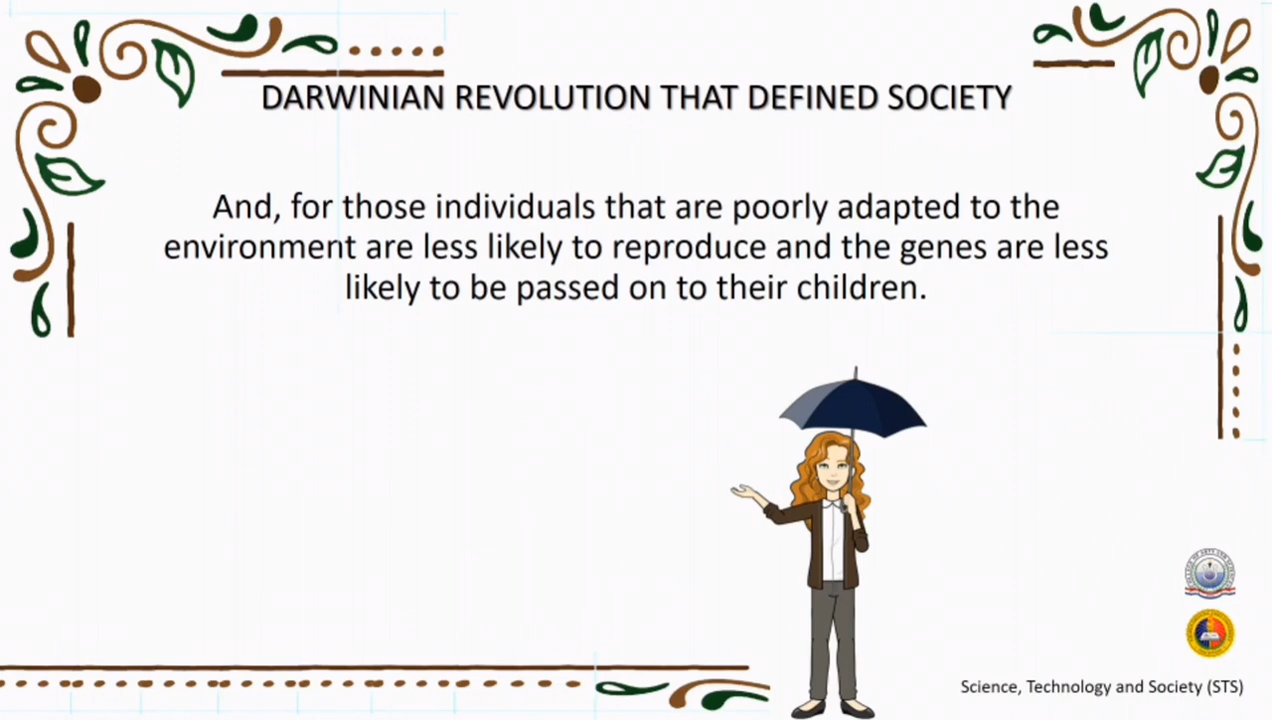 DARWINIAN REVOLUTION THAT DEFINED SOCIETY
And, for those individuals that are poorly adapted to the
environment are less likely to reproduce and the genes are less
likely to be passed on to their children.
Science, Technology and Society (STS)